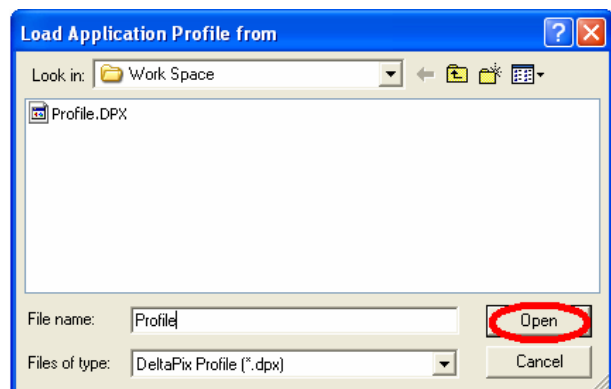 Load Application Profile from
Look in: Work Space
Profile.DPX
File name: Profile Open
Files of type: DeltaPix Profile (*.dpx) Cancel